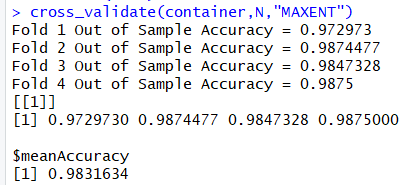 > cross_validate(container,N,"MAXENT")
Fold 1 Out of Sample Accuracy = 0.972973
Fold 2 Out of Sample Accuracy = 0.9874477
Fold 3 Out of Sample Accuracy = 0.9847328
Fold 4 Out of Sample Accuracy = 0.9875
[[1]]
[1] 0.9729730 0.9874477 0.9847328 0.9875000
$meanAccuracy
[1] 0.9831634